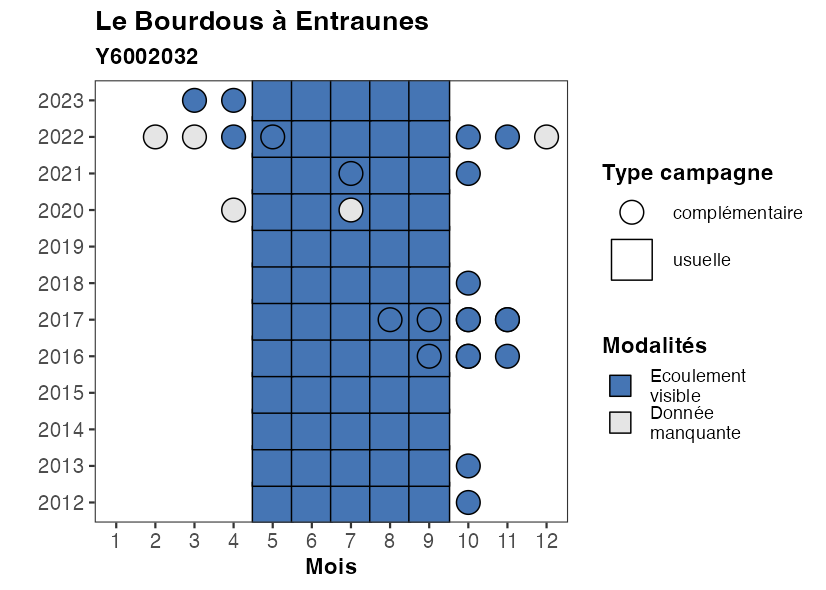 Le Bourdous à Entraunes
Y6002032
2023
2022
2021
2020
2019
2018
2017
2016
2015
2014
2013
2012
1 2 3 4 5 6 7 8 9 10 11 12
Mois
Type campagne
complémentaire
usuelle
Modalités
Ecoulement
visible
Donnée
manquante